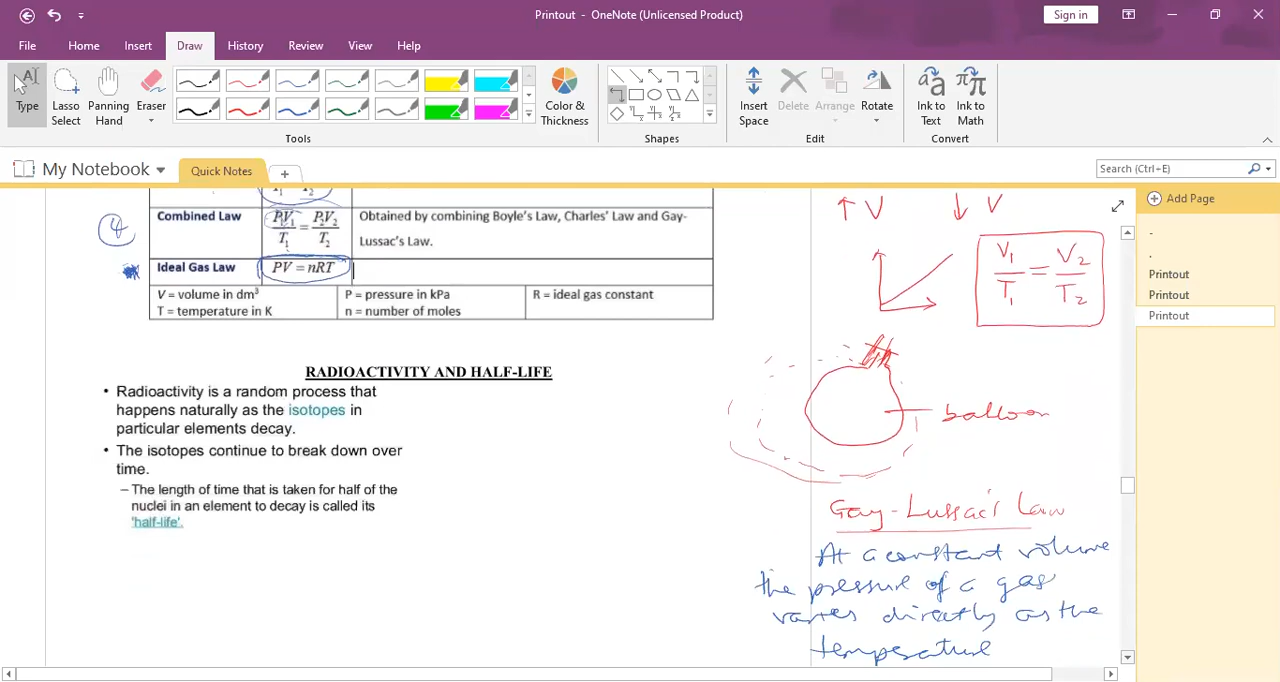 Printout - OneNote (Unlicensed Product)
Sign in
File Home Insert Draw History Review View Help
Type
Lasso Select
Panning Hand
Eraser
Color & Thickness
Insert Space
Delete
Arrange
Rotate
Ink to Text
Ink to Math
Tools
Shapes
Edit
Convert
My Notebook
Quick Notes
Search (Ctrl+E)
Add Page
-
.
Printout
Printout
Printout
T1 T2
4
Combined Law
P1V1/T1 = P2V2/T2
Obtained by combining Boyle's Law, Charles' Law and Gay-
Lussac's Law.
Ideal Gas Law
PV = nRT
V = volume in dm³
T = temperature in K
P = pressure in kPa
n = number of moles
R = ideal gas constant
RADIOACTIVITY AND HALF-LIFE
• Radioactivity is a random process that
happens naturally as the isotopes in
particular elements decay.
• The isotopes continue to break down over
time.
– The length of time that is taken for half of the
nuclei in an element to decay is called its
'half-life'.
↑ V ↓ V
V1/T1 = V2/T2
balloon
Gay-Lussac's Law
At a constant volume
the pressure of a gas
varies directly as the
temperature